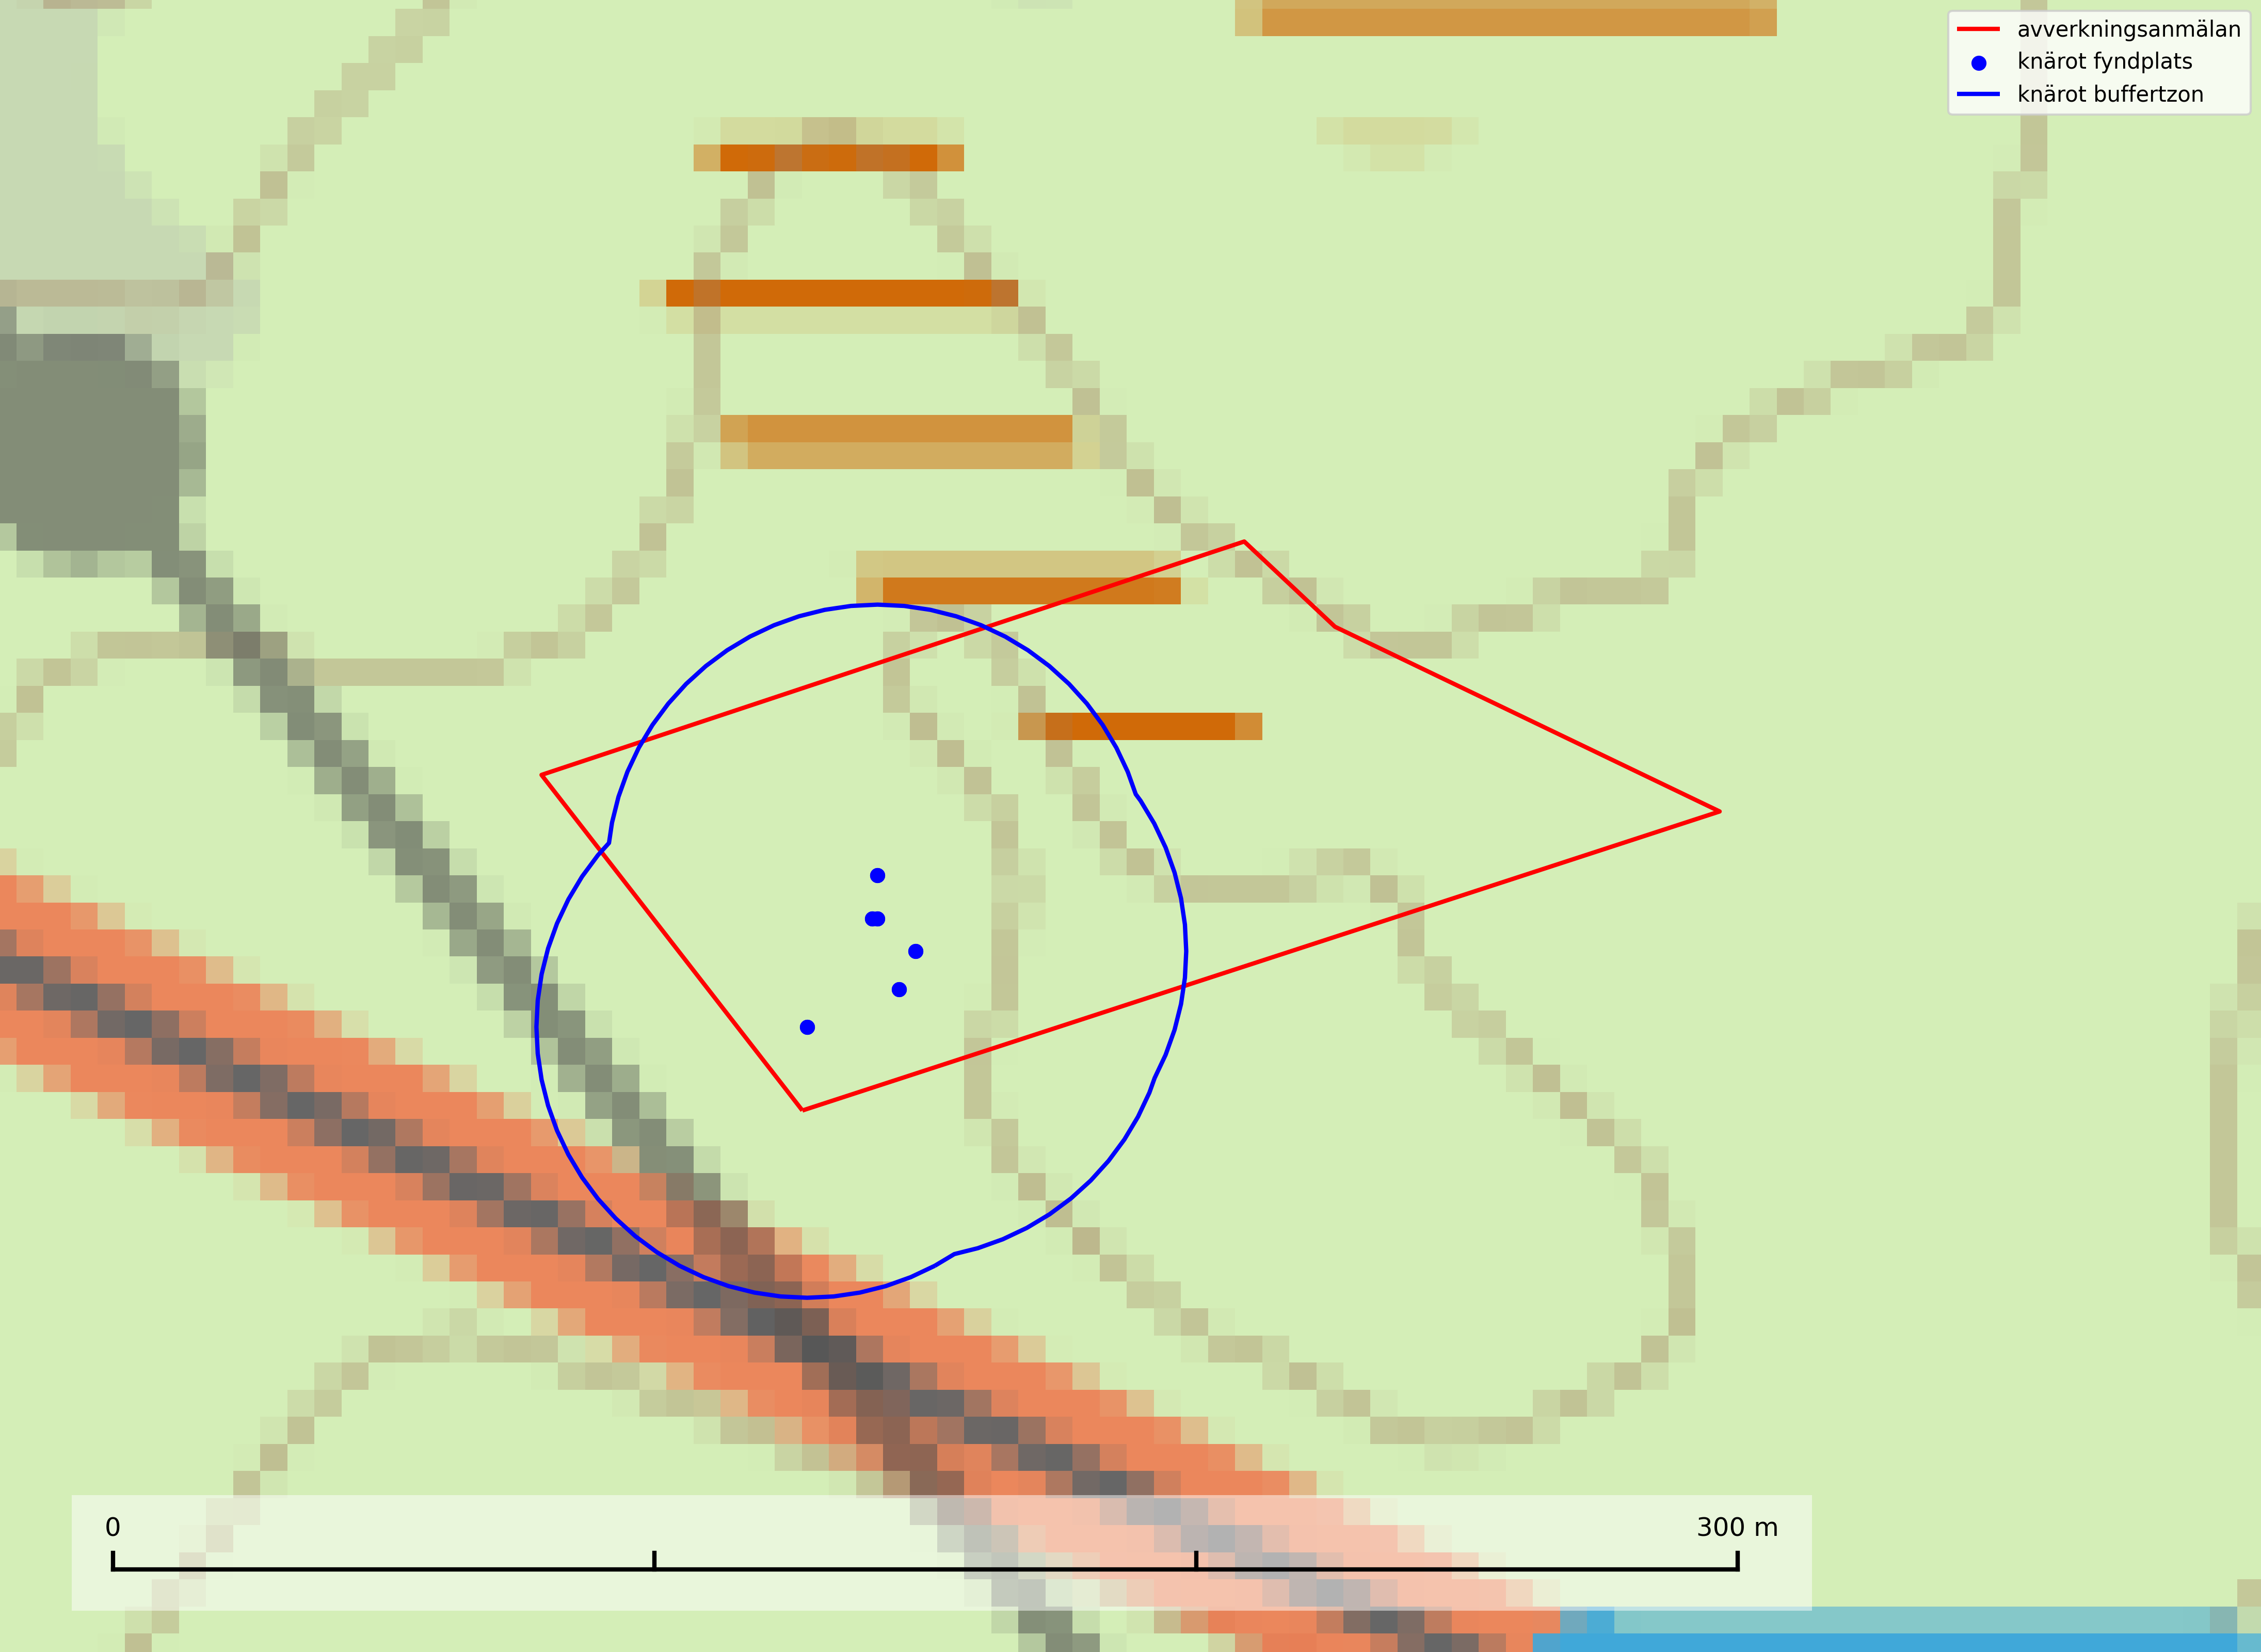 avverkningsanmälan
knärot fyndplats
knärot buffertzon
0
300 m